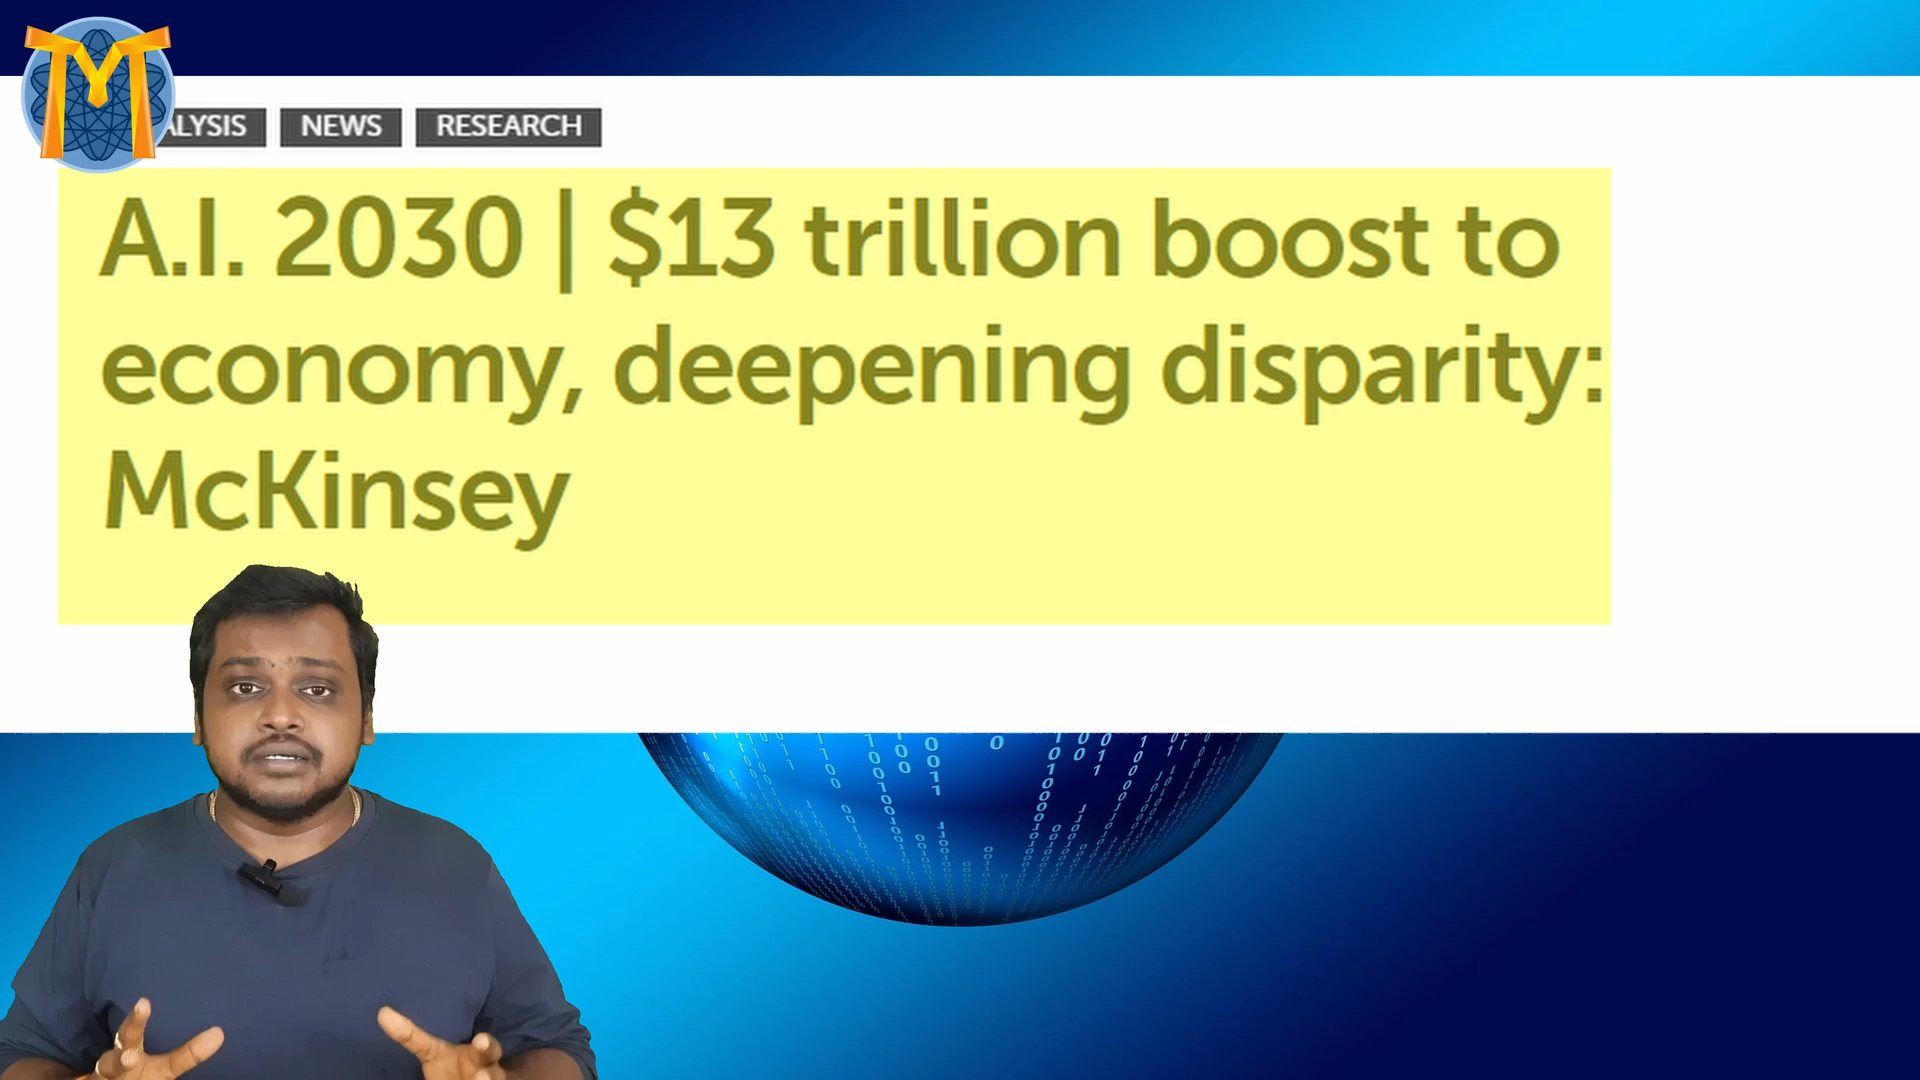 ALYSIS NEWS RESEARCH
A.I. 2030 | $13 trillion boost to
economy, deepening disparity:
McKinsey